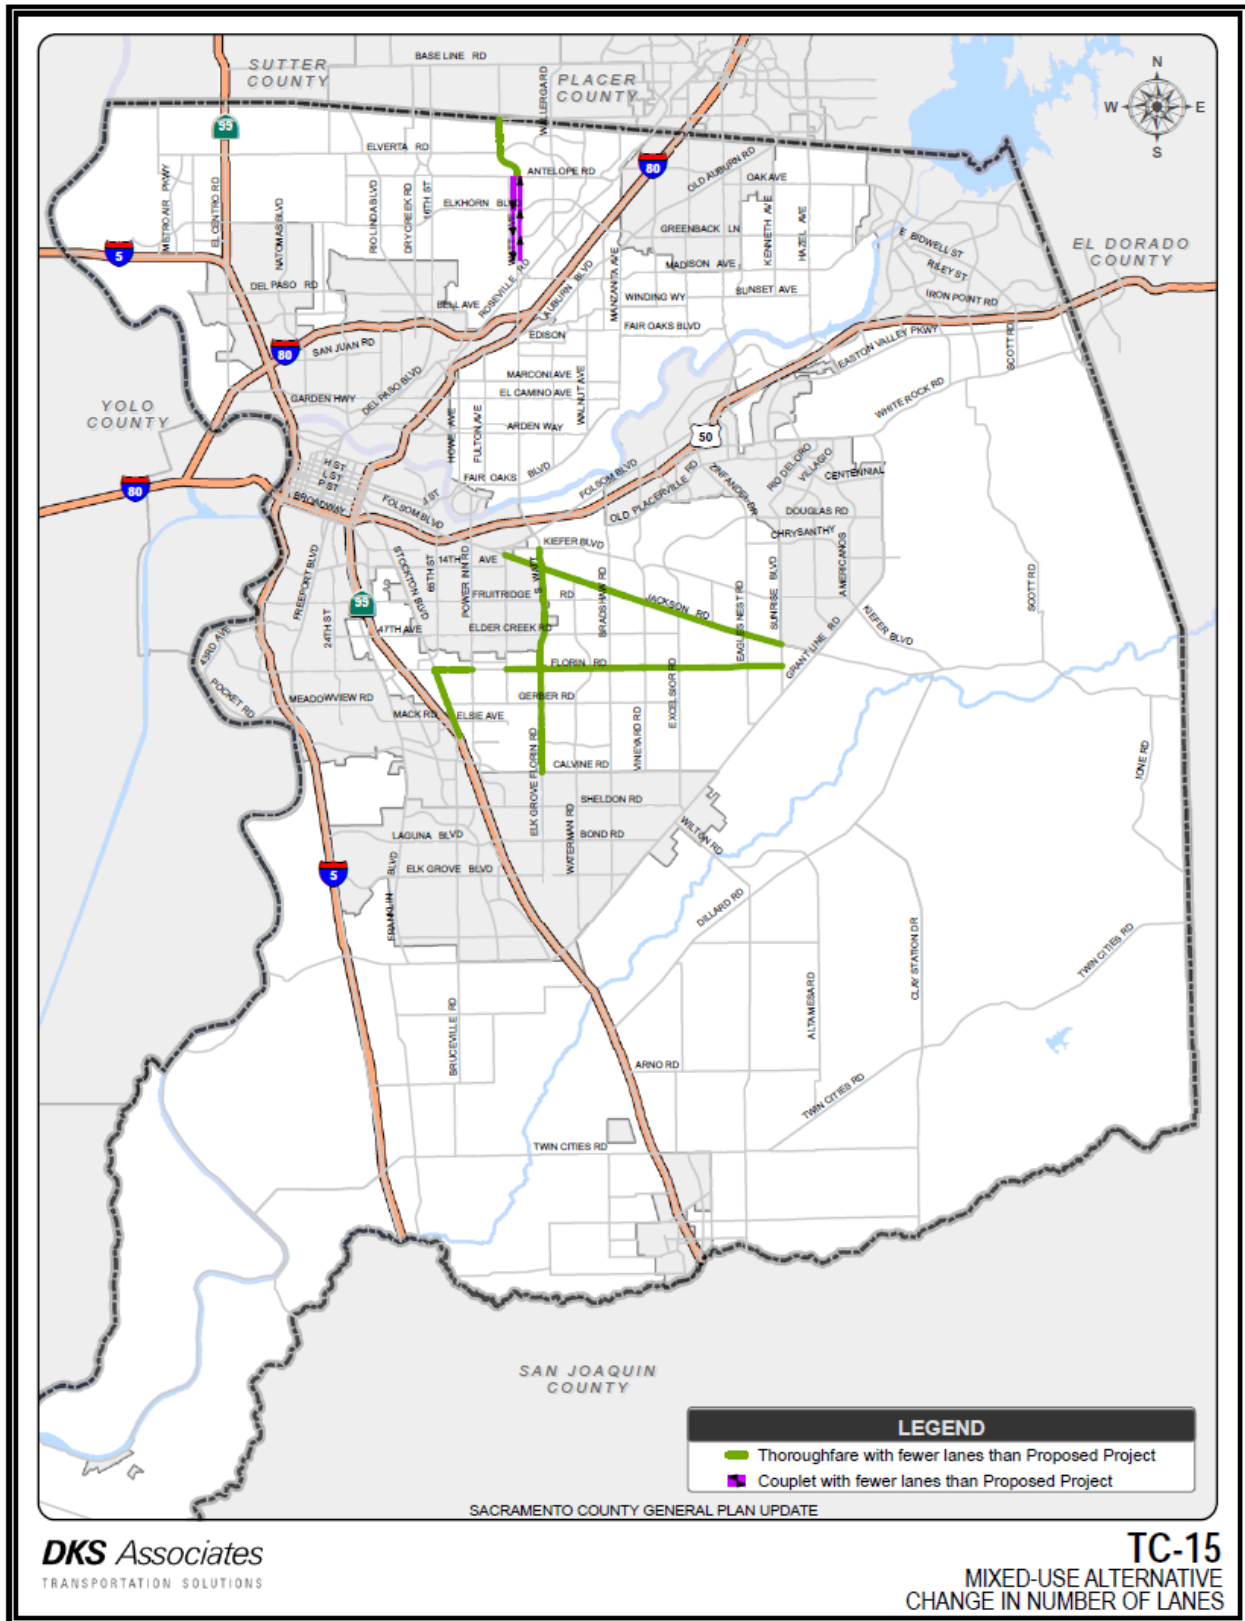 BASE LINE RD
SUTTER
COUNTY
PLACER
COUNTY
WALLERGARD
N
W
E
S
99
ELVERTA RD
ANTELOPE RD
80
OLD AUBURN RD
OAK AVE
METRO AIR PKWY
EL CENTRO RD
NATOMAS BLVD
RIO LINDA BLVD
DRY CREEK RD
16TH ST
ELKHORN BLVD
WATT AVE
GREENBACK LN
KENNETH AVE
HAZEL AVE
E BIDWELL ST
RILEY ST
EL DORADO
COUNTY
5
MADISON AVE
MANZANITA AVE
DEL PASO RD
BELL AVE
ROSEVILLE RD
AUBURN BLVD
WINDING WY
SUNSET AVE
IRON POINT RD
FAIR OAKS BLVD
EDISON
80
SAN JUAN RD
EASTON VALLEY PKWY
SCOTT RD
MARCONI AVE
DEL PASO BLVD
EL CAMINO AVE
WALNUT AVE
WHITE ROCK RD
YOLO
COUNTY
GARDEN HWY
HOWE AVE
FULTON AVE
ARDEN WAY
50
H ST
L ST
P ST
BROADWAY
FAIR OAKS BLVD
FOLSOM BLVD
J ST
FOLSOM BLVD
OLD PLACERVILLE RD
ZINFANDEL DR
RIO DEL ORO
VILLAGIO
CENTENNIAL
80
DOUGLAS RD
CHRYSANTHY
KIEFER BLVD
14TH AVE
S WATT
STOCKTON BLVD
65TH ST
POWER INN RD
FREEPORT BLVD
24TH ST
99
FRUITRIDGE RD
BRADSHAW RD
JACKSON RD
EAGLES NEST RD
SUNRISE BLVD
AMERICANOS
SCOTT RD
47TH AVE
ELDER CREEK RD
KIEFER BLVD
GRANT LINE RD
43RD AVE
FLORIN RD
POCKET RD
MEADOWVIEW RD
GERBER RD
EXCELSIOR RD
MACK RD
ELSIE AVE
VINEYARD RD
ELK GROVE FLORIN RD
CALVINE RD
IONE RD
SHELDON RD
LAGUNA BLVD
BOND RD
WATERMAN RD
WILTON RD
5
ELK GROVE BLVD
FRANKLIN BLVD
DILLARD RD
CLAY STATION DR
TWIN CITIES RD
BRUCEVILLE RD
ALTA MESA RD
ARNO RD
TWIN CITIES RD
TWIN CITIES RD
SAN JOAQUIN
COUNTY
LEGEND
Thoroughfare with fewer lanes than Proposed Project
Couplet with fewer lanes than Proposed Project
SACRAMENTO COUNTY GENERAL PLAN UPDATE
DKS Associates
TRANSPORTATION SOLUTIONS
TC-15
MIXED-USE ALTERNATIVE
CHANGE IN NUMBER OF LANES